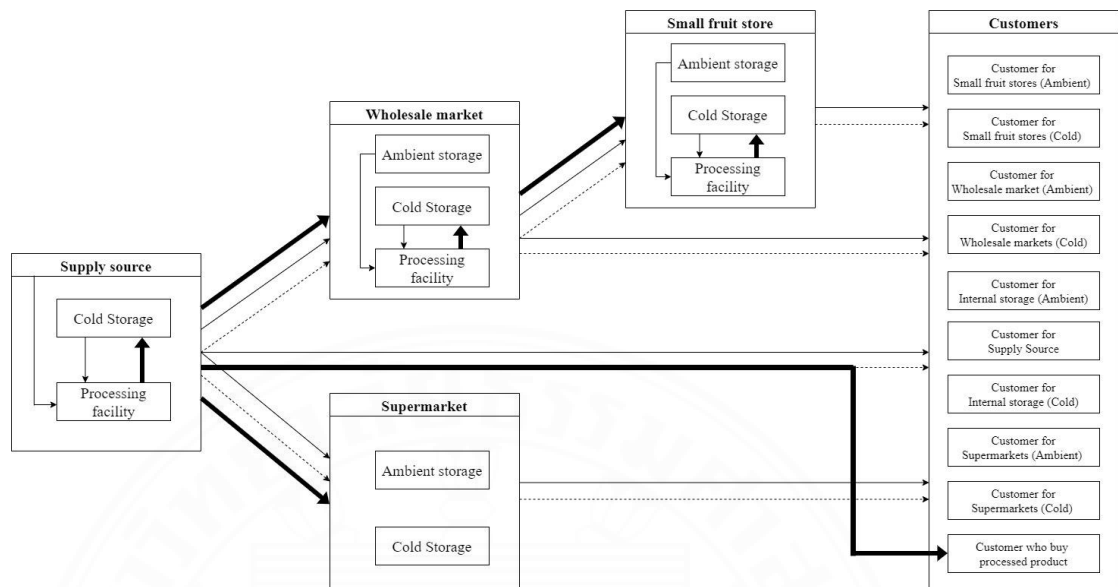 Supply source
Cold Storage
Processing
facility
Wholesale market
Ambient storage
Cold Storage
Processing
facility
Supermarket
Ambient storage
Cold Storage
Small fruit store
Ambient storage
Cold Storage
Processing
facility
Customers
Customer for
Small fruit stores (Ambient)
Customer for
Small fruit stores (Cold)
Customer for
Wholesale market (Ambient)
Customer for
Wholesale markets (Cold)
Customer for
Internal storage (Ambient)
Customer for
Supply Source
Customer for
Internal storage (Cold)
Customer for
Supermarkets (Ambient)
Customer for
Supermarkets (Cold)
Customer who buy
processed product